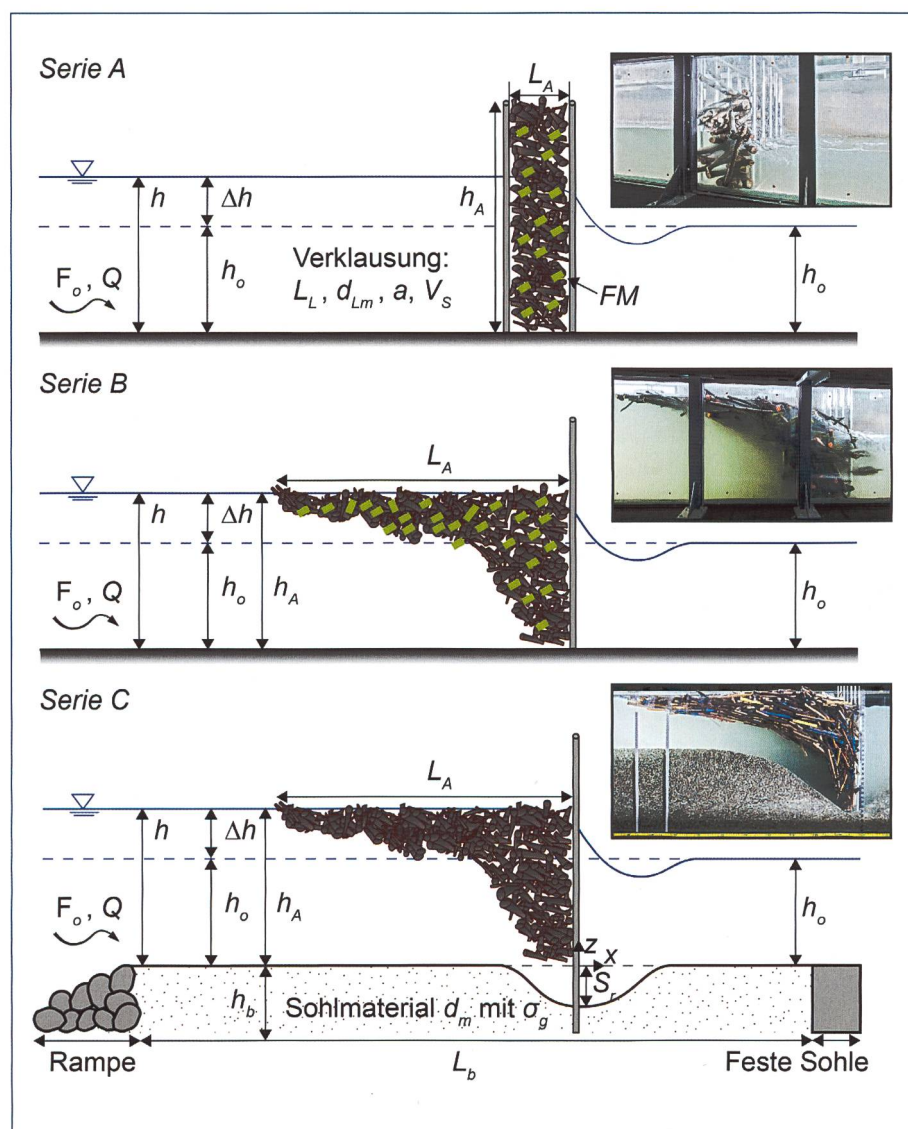 Serie A
L_A
h
Δh
h_A
h_o
F_o, Q
Verklausung:
L_L, d_Lm, a, V_S
FM
h_o
Serie B
L_A
h
Δh
h_o
h_A
F_o, Q
h_o
Serie C
L_A
h
Δh
h_o
h_A
F_o, Q
h_o
z
x
S_r
h_b
Sohlmaterial d_m mit σ_g
Rampe
L_b
Feste Sohle